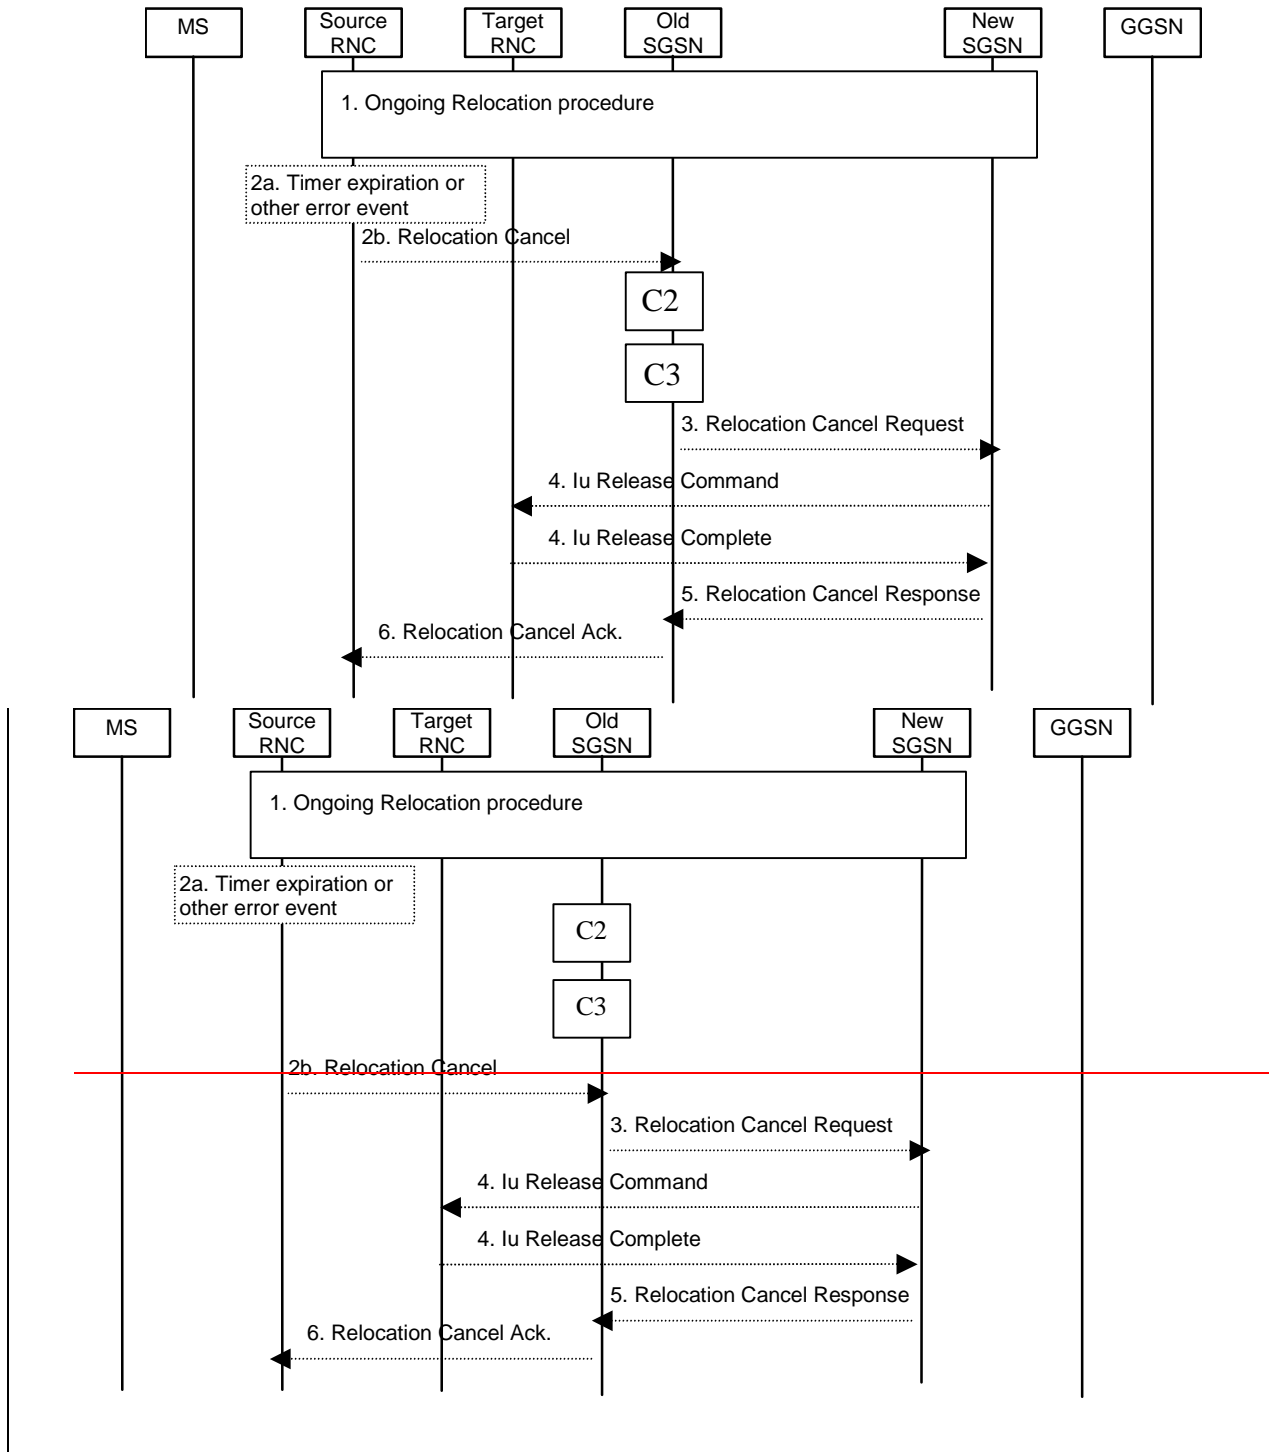 MS
Source
RNC
Target
RNC
Old
SGSN
New
SGSN
GGSN
1. Ongoing Relocation procedure
2a. Timer expiration or
other error event
2b. Relocation Cancel
C2
C3
3. Relocation Cancel Request
4. Iu Release Command
4. Iu Release Complete
5. Relocation Cancel Response
6. Relocation Cancel Ack.
MS
Source
RNC
Target
RNC
Old
SGSN
New
SGSN
GGSN
1. Ongoing Relocation procedure
2a. Timer expiration or
other error event
C2
C3
2b. Relocation Cancel
3. Relocation Cancel Request
4. Iu Release Command
4. Iu Release Complete
5. Relocation Cancel Response
6. Relocation Cancel Ack.